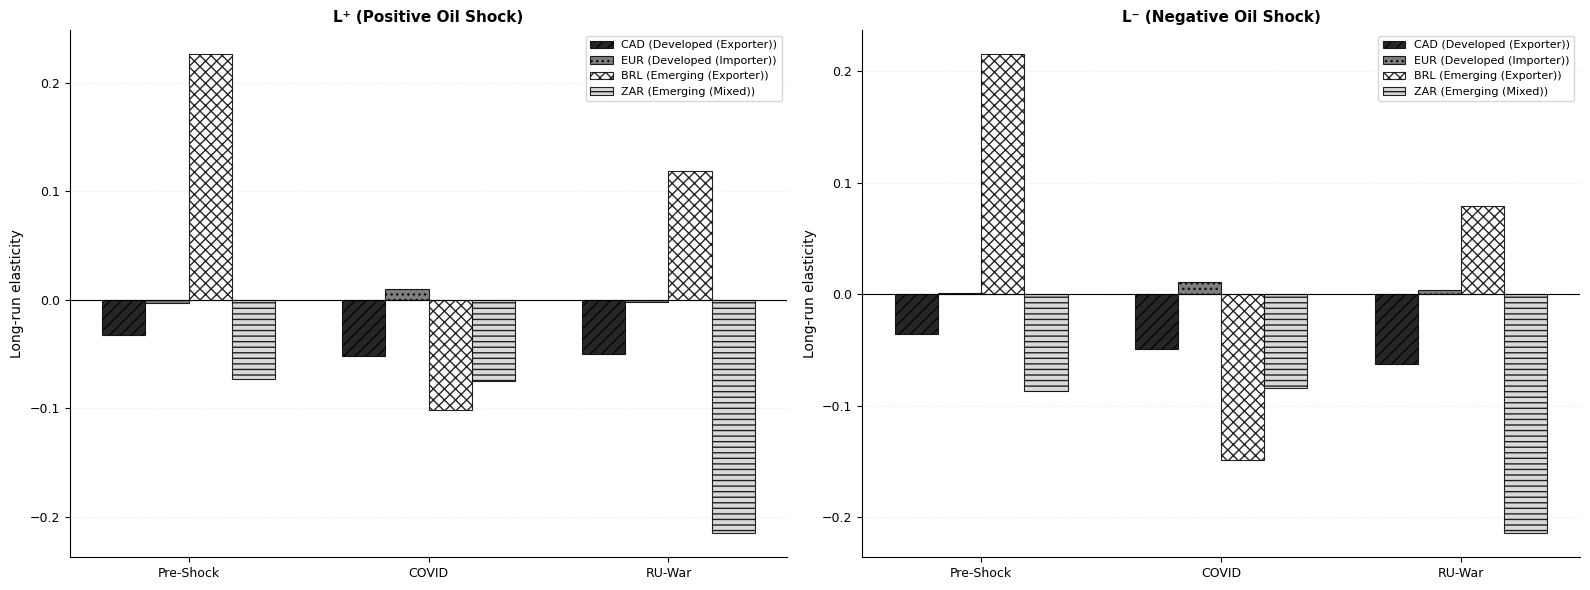 L⁺ (Positive Oil Shock)
CAD (Developed (Exporter))
EUR (Developed (Importer))
BRL (Emerging (Exporter))
ZAR (Emerging (Mixed))
Long-run elasticity
0.2
0.1
0.0
−0.1
−0.2
Pre-Shock
COVID
RU-War
L⁻ (Negative Oil Shock)
CAD (Developed (Exporter))
EUR (Developed (Importer))
BRL (Emerging (Exporter))
ZAR (Emerging (Mixed))
Long-run elasticity
0.2
0.1
0.0
−0.1
−0.2
Pre-Shock
COVID
RU-War